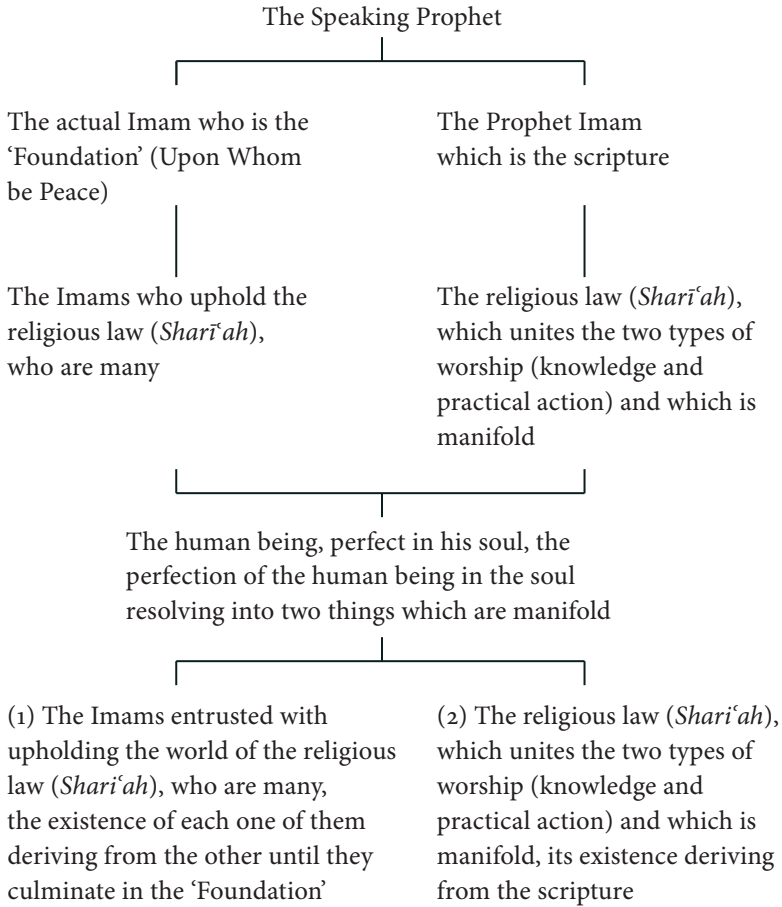 The Speaking Prophet
The actual Imam who is the
‘Foundation’ (Upon Whom
be Peace)
The Prophet Imam
which is the scripture
The Imams who uphold the
religious law (Sharīʿah),
who are many
The religious law (Sharīʿah),
which unites the two types of
worship (knowledge and
practical action) and which is
manifold
The human being, perfect in his soul, the
perfection of the human being in the soul
resolving into two things which are manifold
(1) The Imams entrusted with
upholding the world of the religious
law (Shariʿah), who are many,
the existence of each one of them
deriving from the other until they
culminate in the ‘Foundation’
(2) The religious law (Shariʿah),
which unites the two types of
worship (knowledge and
practical action) and which is
manifold, its existence deriving
from the scripture